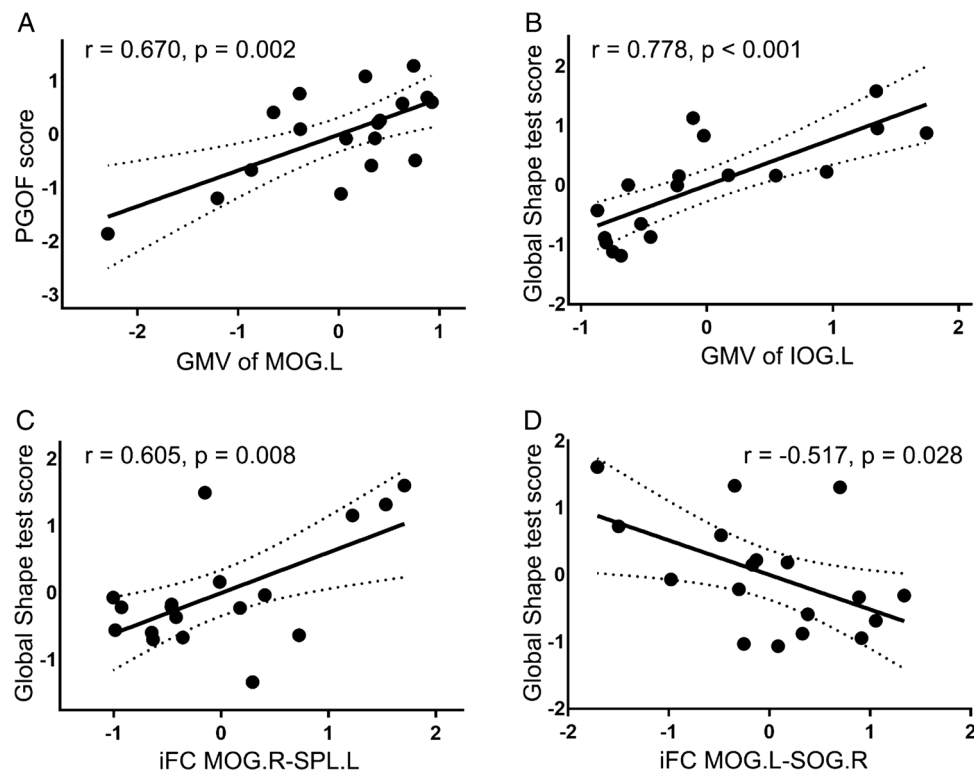 A
r = 0.670, p = 0.002
PGOF score
1
0
-1
-2
-3
-2
-1
0
1
GMV of MOG.L
B
r = 0.778, p < 0.001
Global Shape test score
2
1
0
-1
-2
-1
0
1
2
GMV of IOG.L
C
r = 0.605, p = 0.008
Global Shape test score
2
1
0
-1
-1
0
1
2
iFC MOG.R-SPL.L
D
r = -0.517, p = 0.028
Global Shape test score
2
1
0
-1
-2
-2
-1
0
1
2
iFC MOG.L-SOG.R